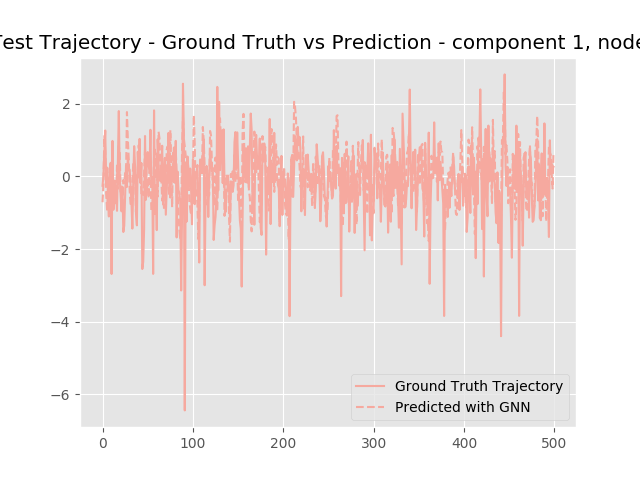 Test Trajectory - Ground Truth vs Prediction - component 1, node
2
0
−2
−4
−6
Ground Truth Trajectory
Predicted with GNN
0 100 200 300 400 500